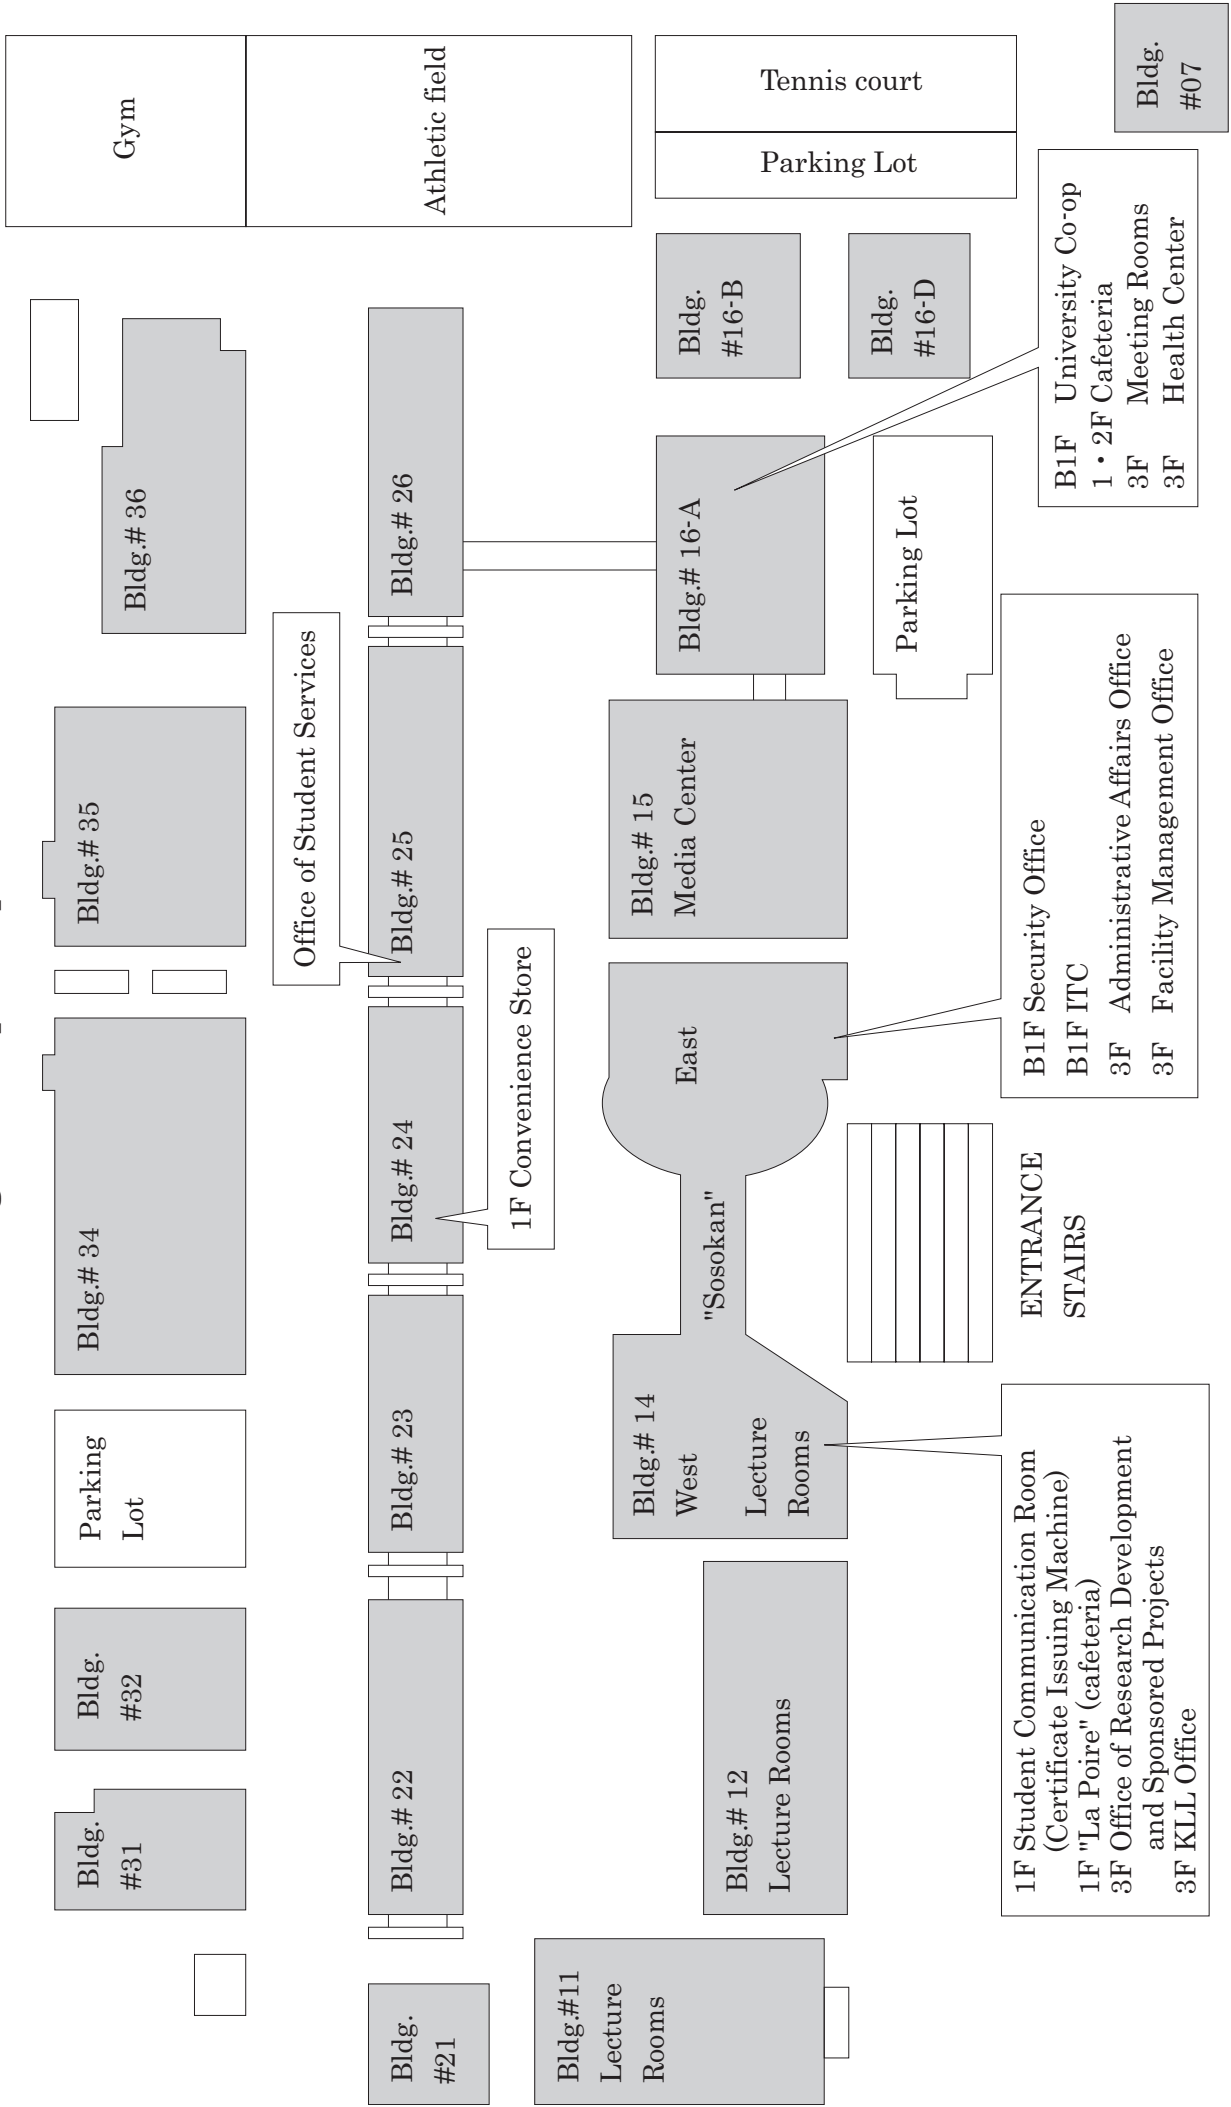 Bldg.
#31
Bldg.
#32
Parking
Lot
Bldg.# 34
Bldg.# 35
Bldg.# 36
Gym
Office of Student Services
Bldg.
#21
Bldg.# 22
Bldg.# 23
Bldg.# 24
Bldg.# 25
Bldg.# 26
Athletic field
1F Convenience Store
Bldg.#11
Lecture
Rooms
Bldg.# 12
Lecture Rooms
Bldg.# 14
West
Lecture
Rooms
"Sosokan"
East
Bldg.# 15
Media Center
Bldg.# 16-A
Bldg.
#16-B
Bldg.
#16-D
Tennis court
Parking Lot
Parking Lot
Bldg.
#07
1F Student Communication Room
(Certificate Issuing Machine)
1F "La Poire" (cafeteria)
3F Office of Research Development
and Sponsored Projects
3F KLL Office
ENTRANCE
STAIRS
B1F Security Office
B1F ITC
3F Administrative Affairs Office
3F Facility Management Office
B1F University Co-op
1・2F Cafeteria
3F Meeting Rooms
3F Health Center